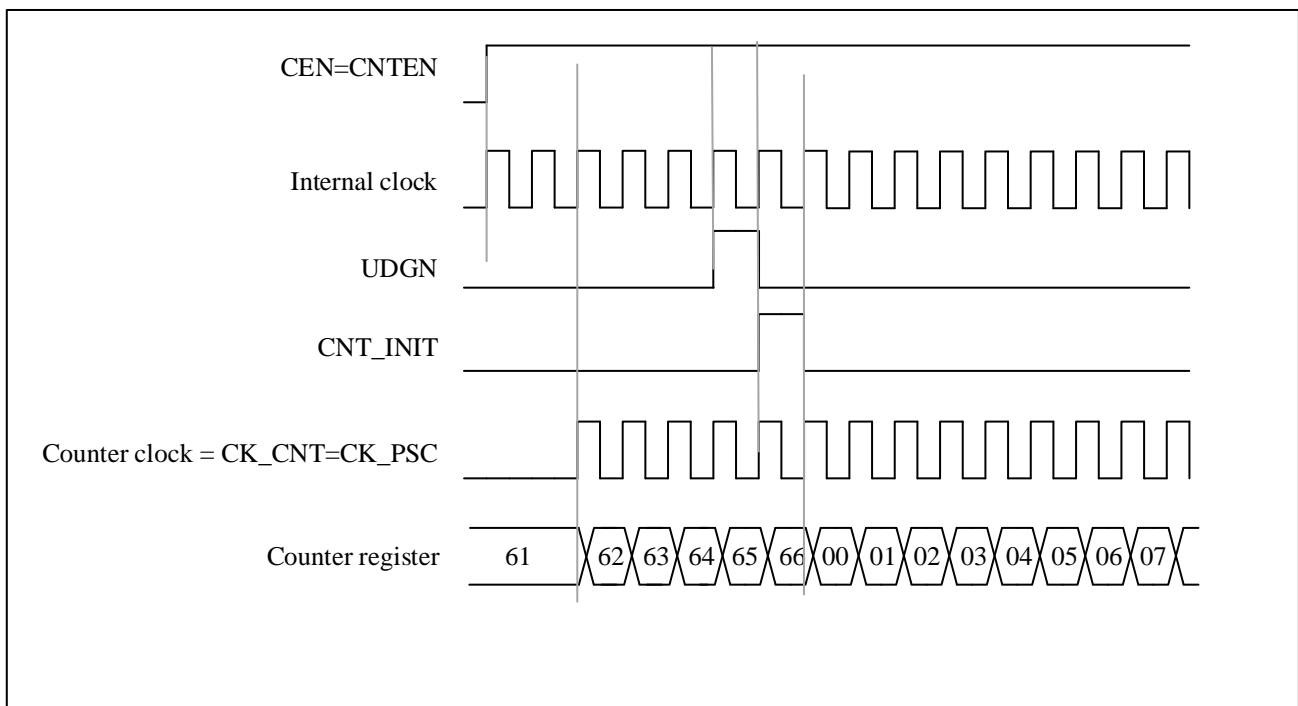 CEN=CNTEN
Internal clock
UDGN
CNT_INIT
Counter clock = CK_CNT=CK_PSC
Counter register 61 62 63 64 65 66 00 01 02 03 04 05 06 07